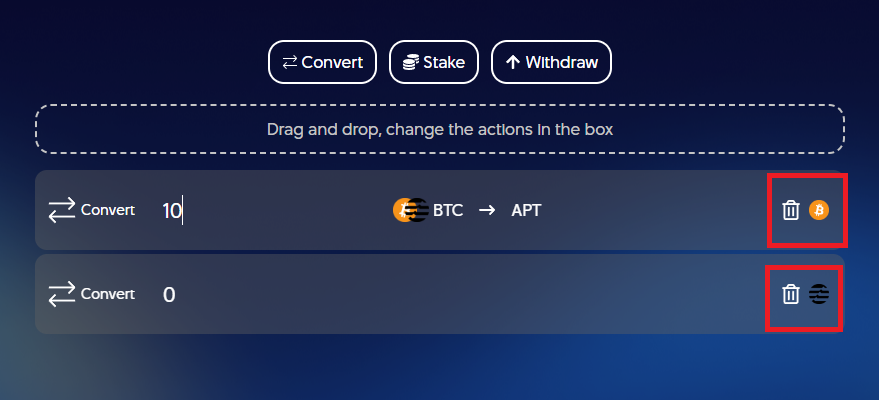 Convert Stake Withdraw
Drag and drop, change the actions in the box
Convert 10 BTC → APT
Convert 0